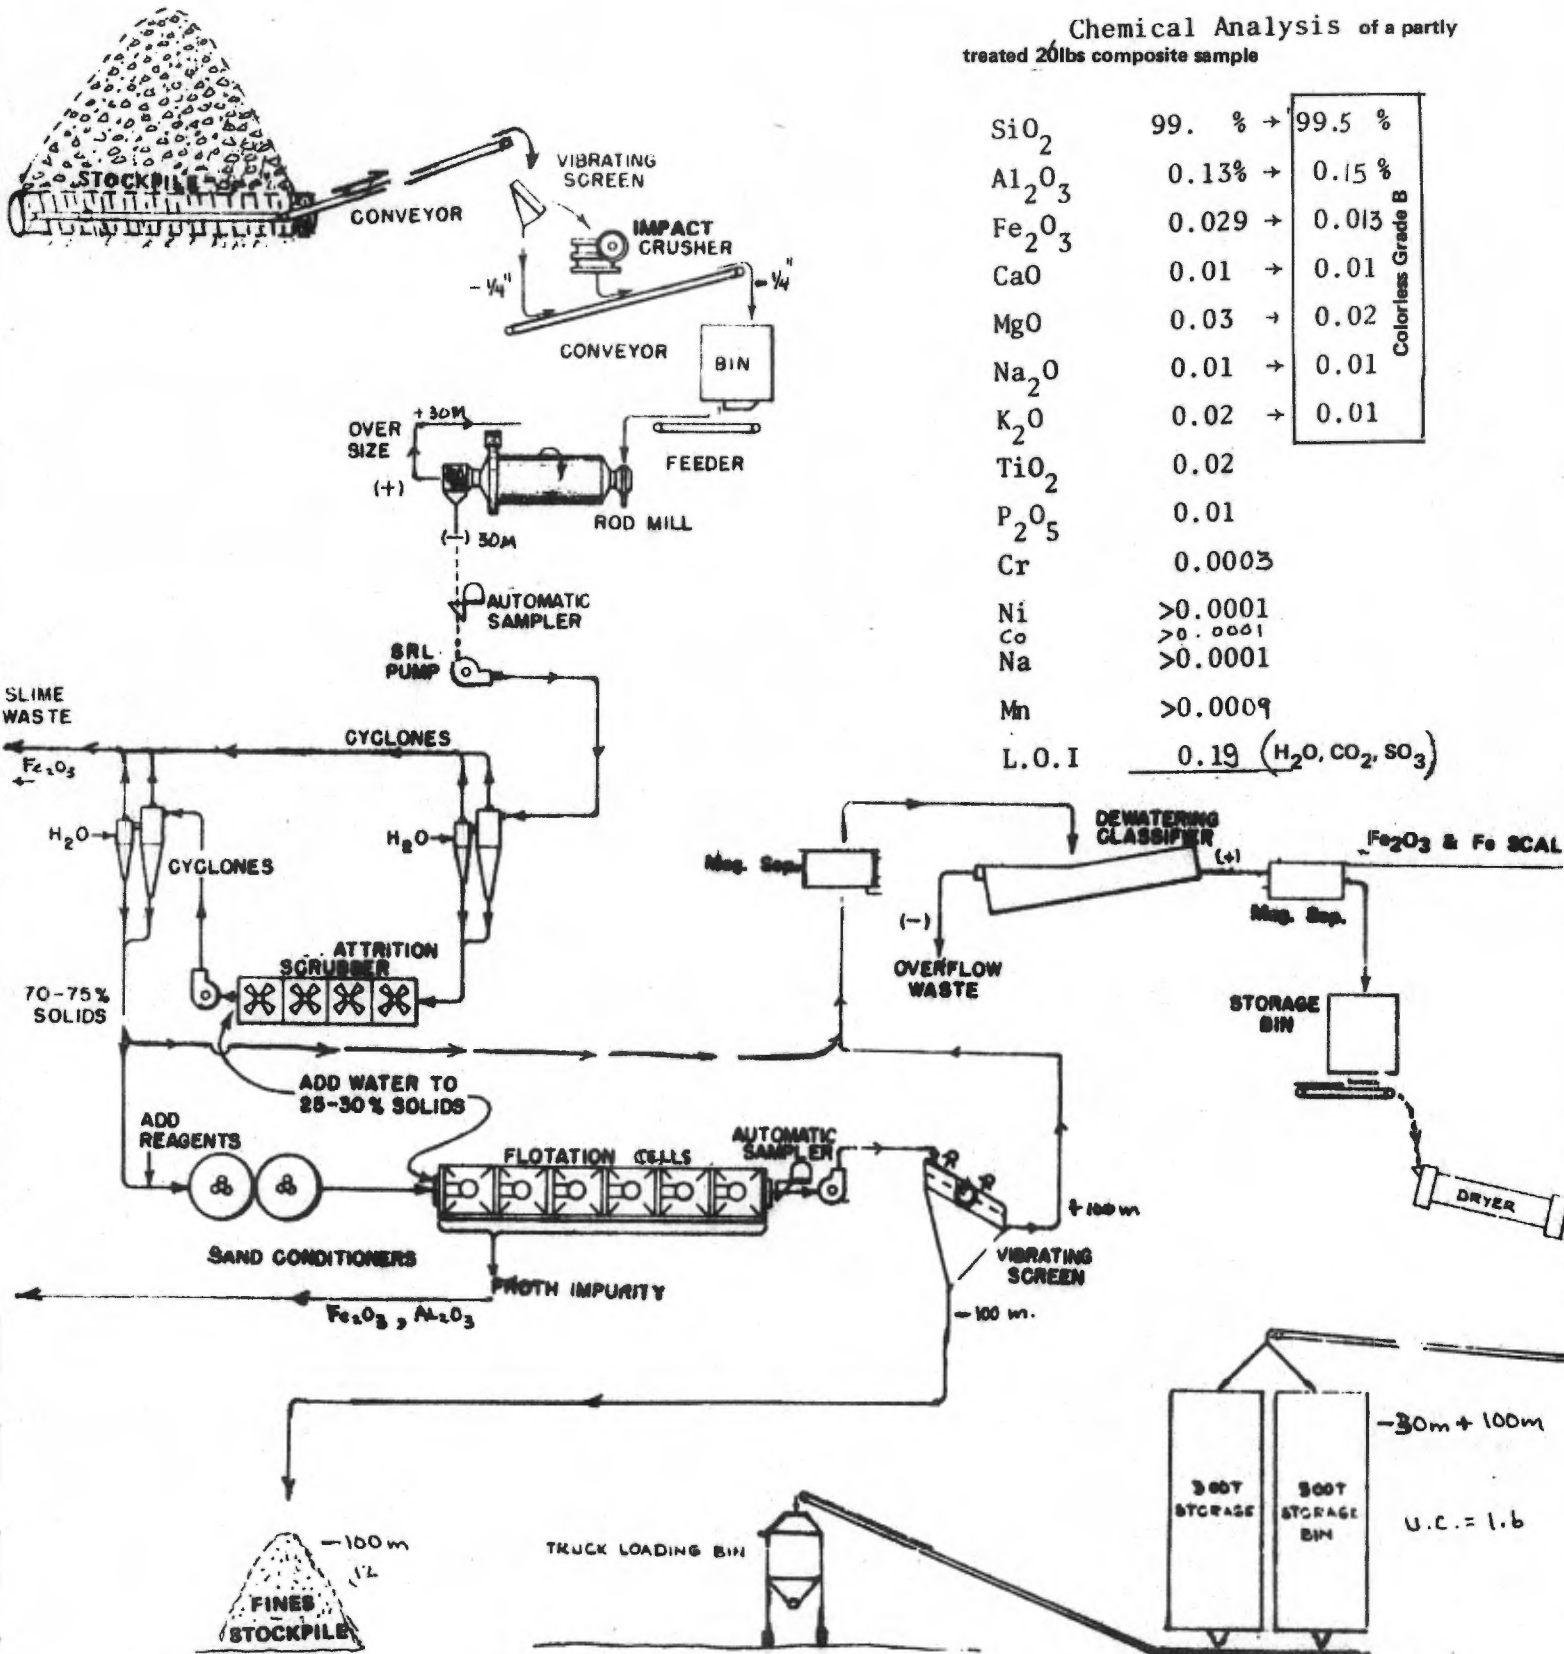 Chemical Analysis of a partly
treated 20lbs composite sample
SiO2 99. % → 99.5 %
Al2O3 0.13% → 0.15 %
Fe2O3 0.029 → 0.013
CaO 0.01 → 0.01
MgO 0.03 → 0.02
Na2O 0.01 → 0.01
K2O 0.02 → 0.01
Colorless Grade B
TiO2 0.02
P2O5 0.01
Cr 0.0003
Ni >0.0001
Co >0.0001
Na >0.0001
Mn >0.0009
L.O.I 0.19 (H2O, CO2, SO3)
STOCKPILE
CONVEYOR
VIBRATING
SCREEN
IMPACT
CRUSHER
- 1/4"
- 1/4"
CONVEYOR
BIN
FEEDER
+30M
OVER
SIZE
(+)
ROD MILL
(-) 30M
AUTOMATIC
SAMPLER
SRL
PUMP
SLIME
WASTE
Fe2O3
←
CYCLONES
H2O
H2O
CYCLONES
ATTRITION
SCRUBBER
70-75%
SOLIDS
ADD WATER TO
25-30% SOLIDS
ADD
REAGENTS
SAND CONDITIONERS
FLOTATION CELLS
AUTOMATIC
SAMPLER
FROTH IMPURITY
Fe2O3, AL2O3
VIBRATING
SCREEN
+ 100 m
- 100 m.
Mag. Sep.
DEWATERING
CLASSIFIER
(+)
(-)
OVERFLOW
WASTE
Fe2O3 & Fe SCAL
Mag. Sep.
STORAGE
BIN
DRYER
-30m + 100m
U.C. = 1.6
300T
STORAGE
300T
STORAGE
BIN
TRUCK LOADING BIN
-100m
FINES
STOCKPILE